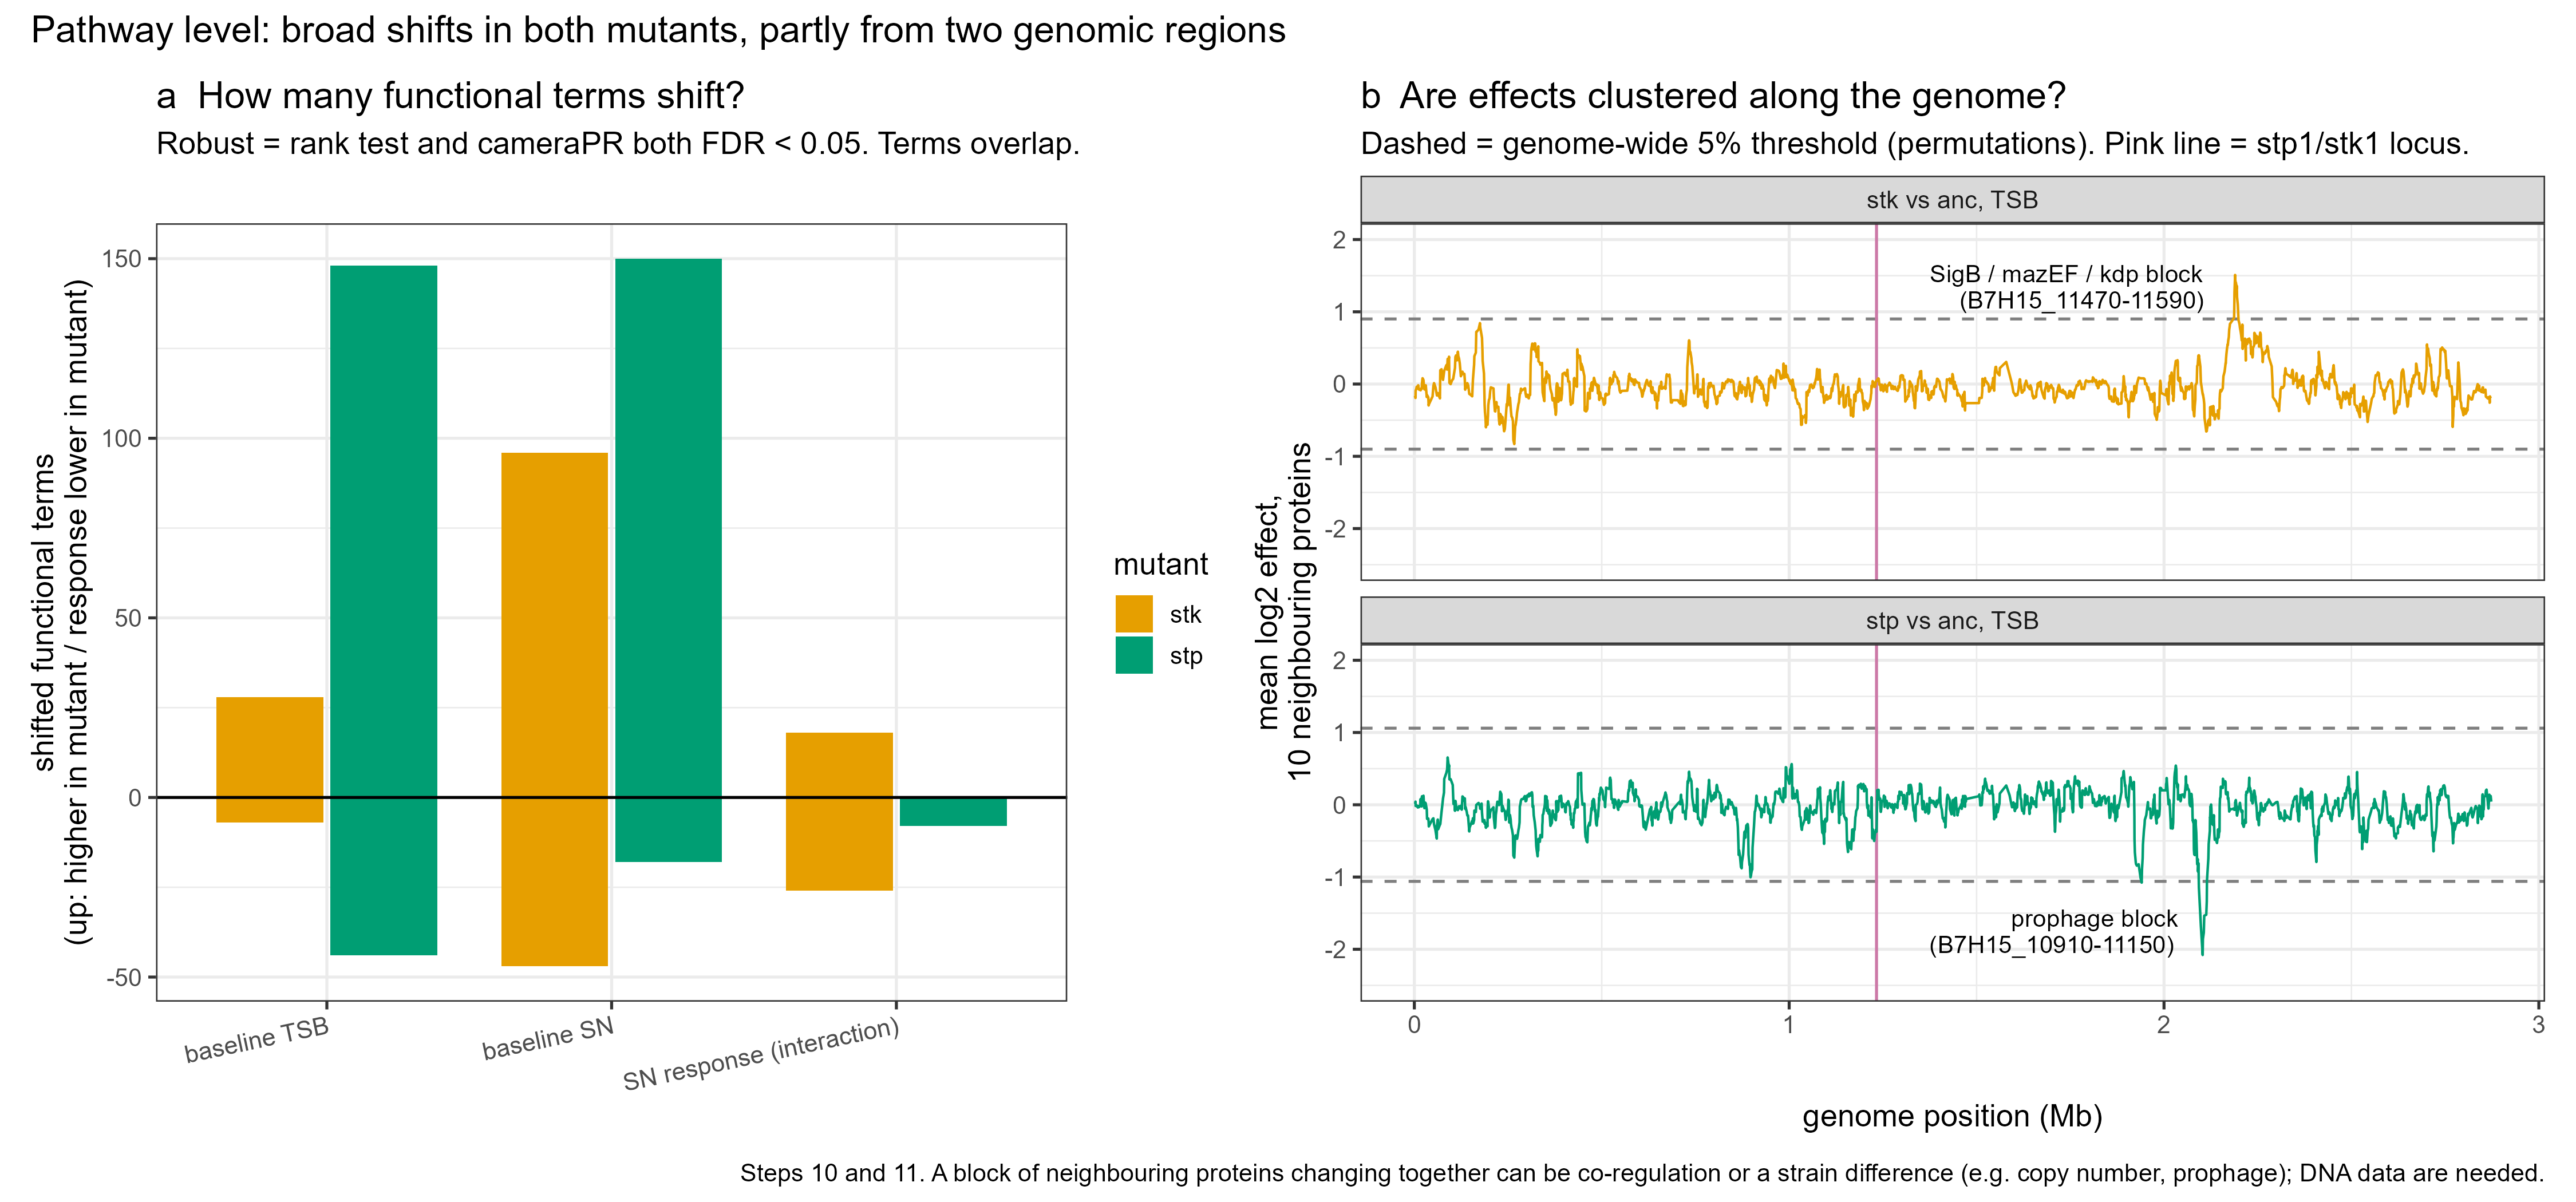 Pathway level: broad shifts in both mutants, partly from two genomic regions
a  How many functional terms shift?
Robust = rank test and cameraPR both FDR < 0.05. Terms overlap.
shifted functional terms
(up: higher in mutant / response lower in mutant)
150
100
50
0
-50
baseline TSB
baseline SN
SN response (interaction)
mutant
stk
stp
b  Are effects clustered along the genome?
Dashed = genome-wide 5% threshold (permutations). Pink line = stp1/stk1 locus.
mean log2 effect,
10 neighbouring proteins
stk vs anc, TSB
2
1
0
-1
-2
SigB / mazEF / kdp block
(B7H15_11470-11590)
stp vs anc, TSB
2
1
0
-1
-2
prophage block
(B7H15_10910-11150)
0
1
2
3
genome position (Mb)
Steps 10 and 11. A block of neighbouring proteins changing together can be co-regulation or a strain difference (e.g. copy number, prophage); DNA data are needed.